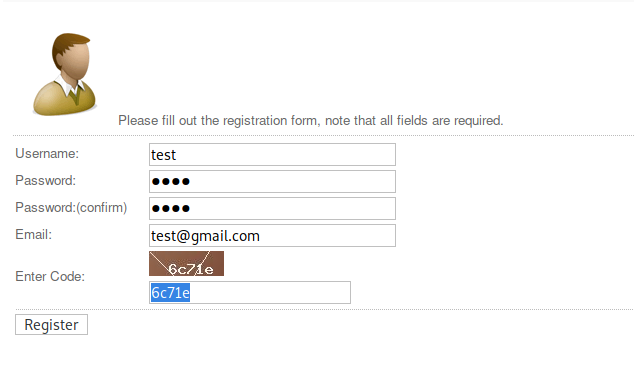 Please fill out the registration form, note that all fields are required.
Username: test
Password: ●●●●
Password:(confirm) ●●●●
Email: test@gmail.com
6c71e
Enter Code:
6c71e
Register